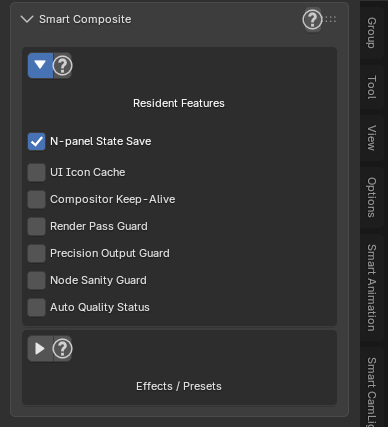 Smart Composite
?
?
Resident Features
N-panel State Save
UI Icon Cache
Compositor Keep-Alive
Render Pass Guard
Precision Output Guard
Node Sanity Guard
Auto Quality Status
?
Effects / Presets
Group
Tool
View
Options
Smart Animation
Smart CamLig